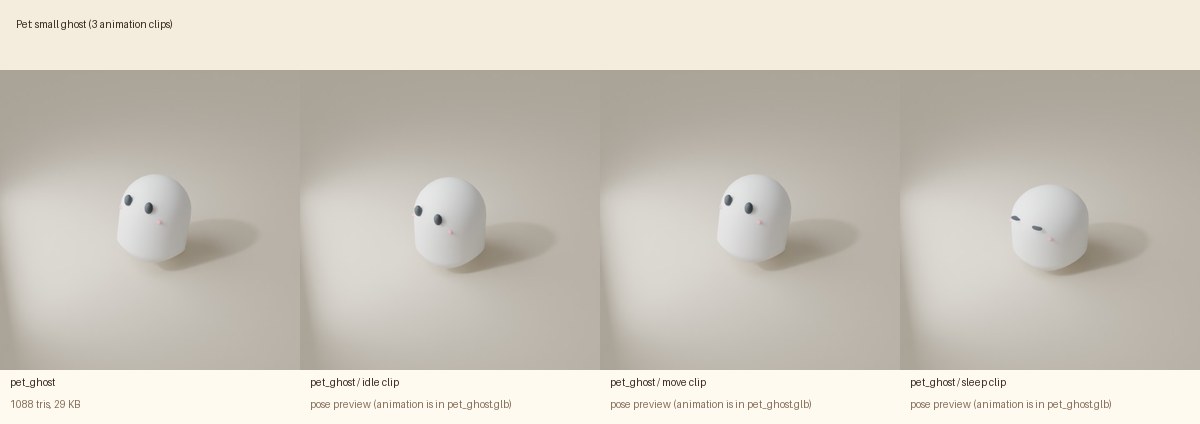 Pet: small ghost (3 animation clips)
pet_ghost
1088 tris, 29 KB
pet_ghost / idle clip
pose preview (animation is in pet_ghost.glb)
pet_ghost / move clip
pose preview (animation is in pet_ghost.glb)
pet_ghost / sleep clip
pose preview (animation is in pet_ghost.glb)